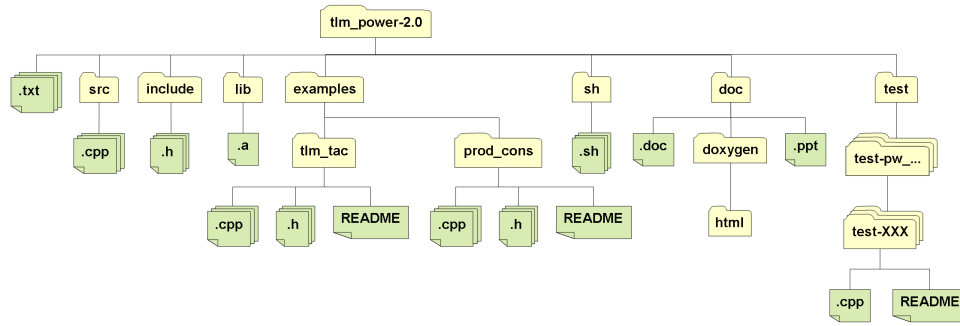 tlm_power-2.0
.txt
src
include
lib
examples
sh
doc
test
.cpp
.h
.a
tlm_tac
prod_cons
.sh
.doc
doxygen
.ppt
test-pw_...
.cpp
.h
README
.cpp
.h
README
html
test-XXX
.cpp
README